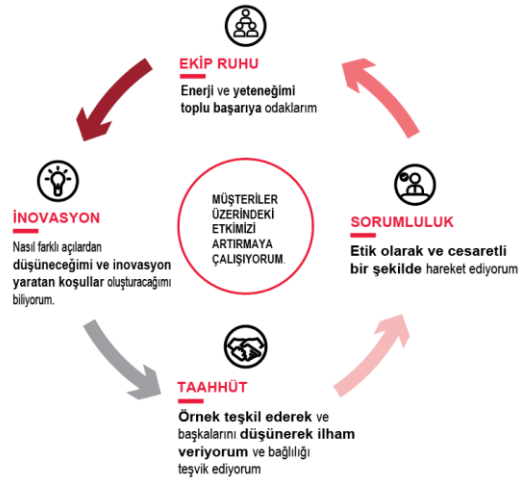 EKİP RUHU
Enerji ve yeteneğimi
toplu başarıya odaklarım
İNOVASYON
Nasıl farklı açılardan
düşüneceğimi ve inovasyon
yaratan koşullar oluşturacağımı
biliyorum.
MÜŞTERİLER
ÜZERİNDEKİ
ETKİMİZİ
ARTIRMAYA
ÇALIŞIYORUM.
SORUMLULUK
Etik olarak ve cesaretli
bir şekilde hareket ediyorum
TAAHHÜT
Örnek teşkil ederek ve
başkalarını düşünerek ilham
veriyorum ve bağlılığı
teşvik ediyorum